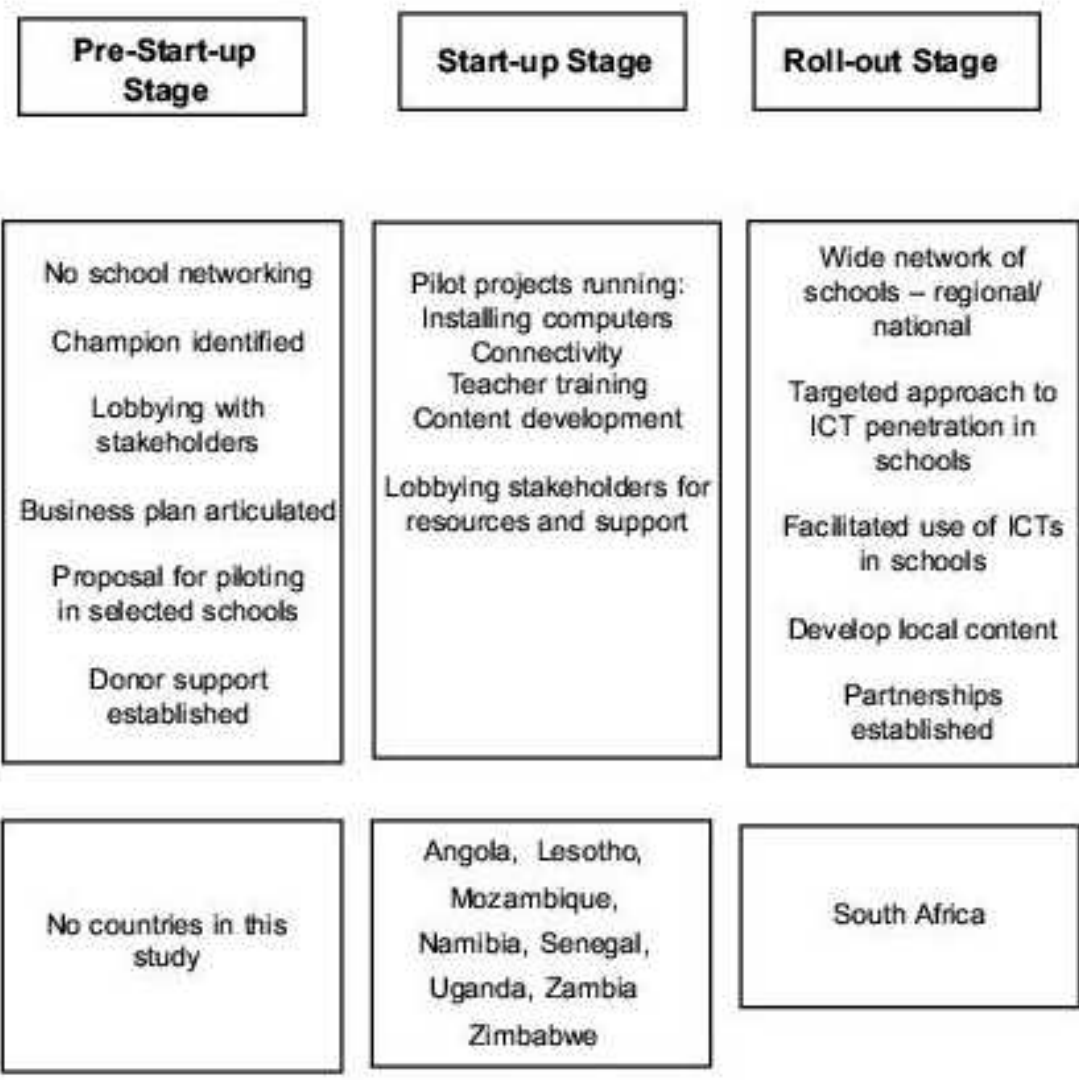 Pre-Start-up
Stage
Start-up Stage
Roll-out Stage
No school networking
Champion identified
Lobbying with
stakeholders
Business plan articulated
Proposal for piloting
in selected schools
Donor support
established
Pilot projects running:
Installing computers
Connectivity
Teacher training
Content development
Lobbying stakeholders for
resources and support
Wide network of
schools – regional/
national
Targeted approach to
ICT penetration in
schools
Facilitated use of ICTs
in schools
Develop local content
Partnerships
established
No countries in this
study
Angola, Lesotho,
Mozambique,
Namibia, Senegal,
Uganda, Zambia
Zimbabwe
South Africa